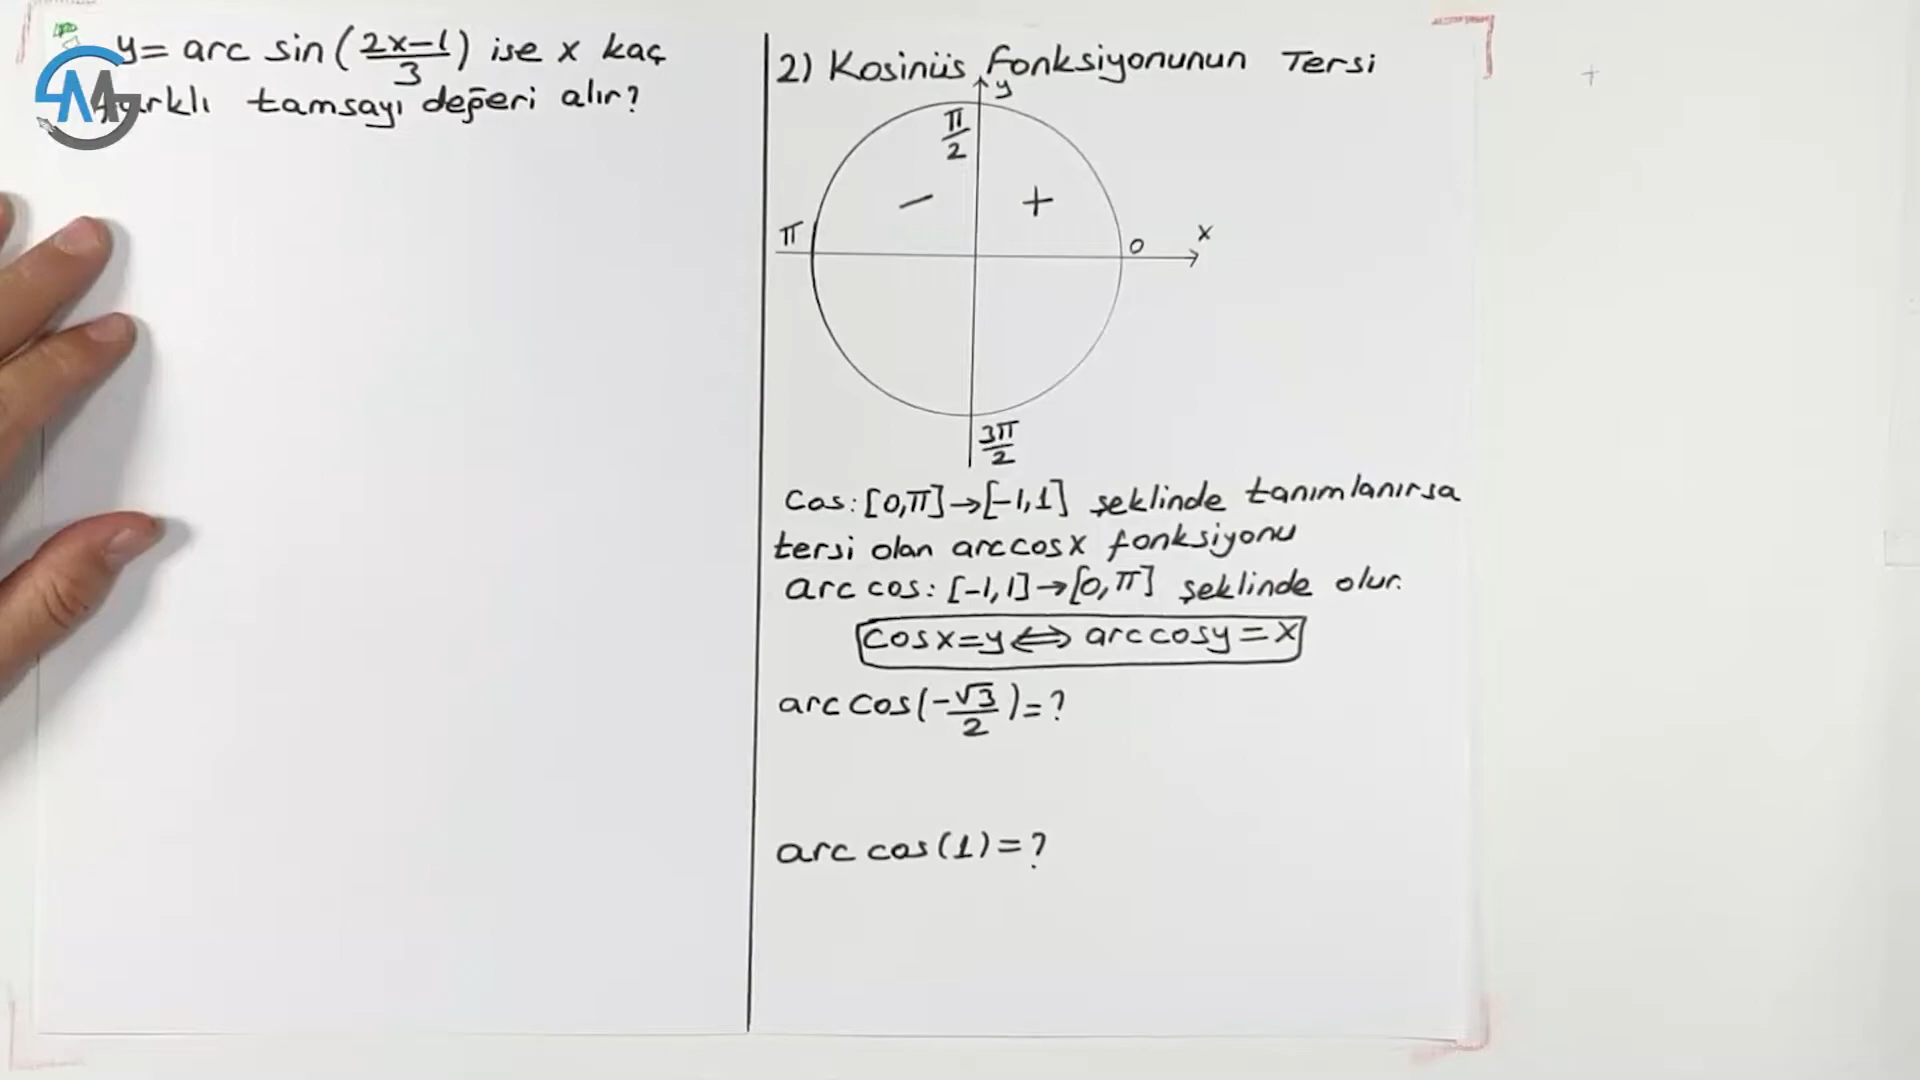 y = arc sin (2x-1/3) ise x kaç
farklı tamsayı değeri alır?
2) Kosinüs fonksiyonunun Tersi
y
π/2
- +
π 0 x
3π/2
Cos: [0,π] → [-1,1] şeklinde tanımlanırsa
tersi olan arccosx fonksiyonu
arc cos: [-1,1] → [0,π] şeklinde olur.
cosx=y ⟺ arccosy=x
arc cos(-√3/2) = ?
arc cos(1) = ?